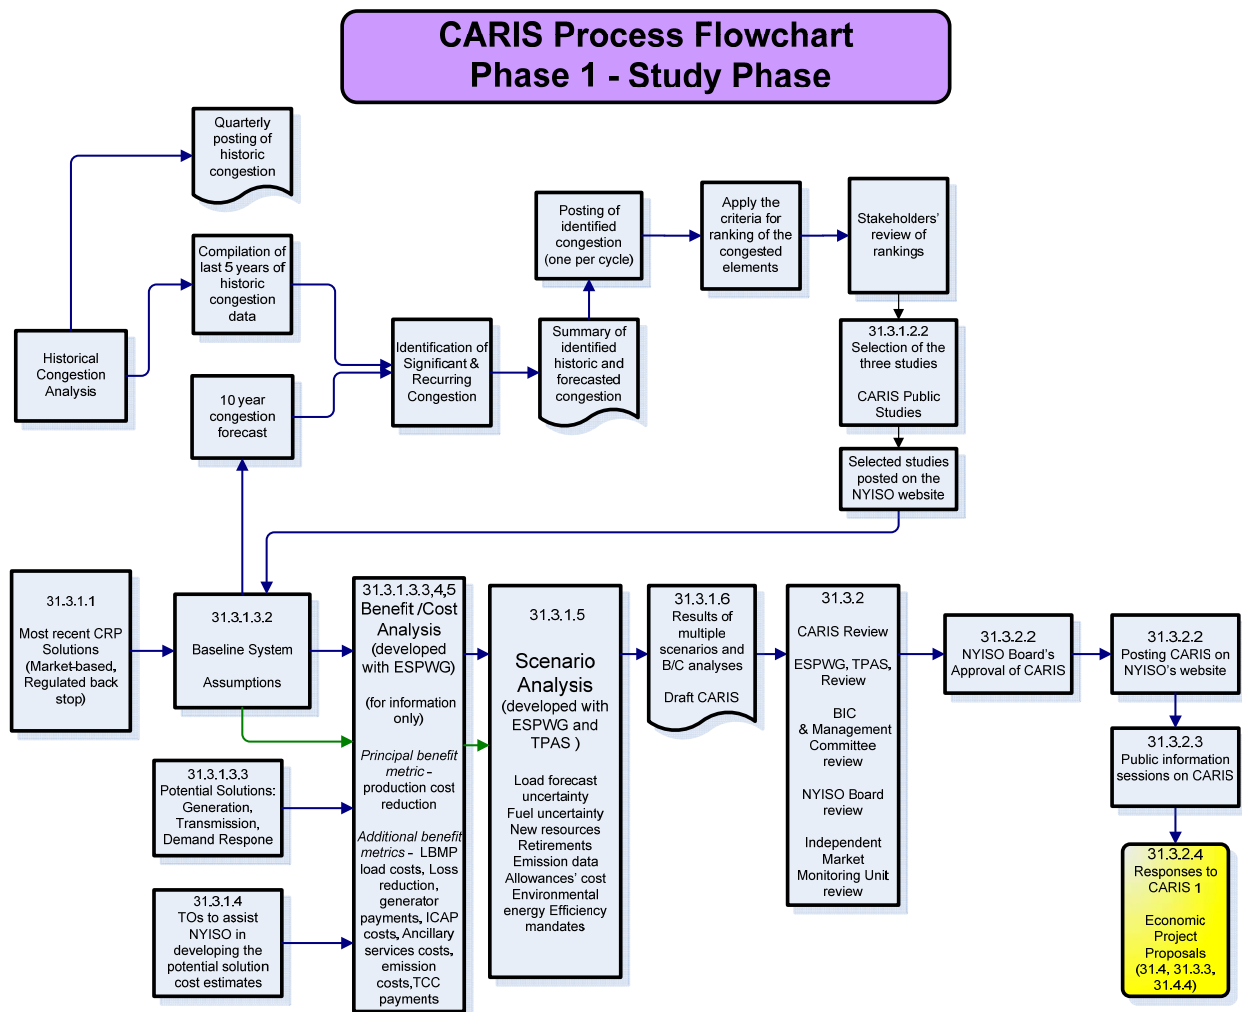 CARIS Process Flowchart
Phase 1 - Study Phase
Quarterly
posting of
historic
congestion
Compilation of
last 5 years of
historic
congestion
data
Historical
Congestion
Analysis
10 year
congestion
forecast
Identification of
Significant &
Recurring
Congestion
Posting of
identified
congestion
(one per cycle)
Summary of
identified
historic and
forecasted
congestion
Apply the
criteria for
ranking of the
congested
elements
Stakeholders'
review of
rankings
31.3.1.2.2
Selection of the
three studies
CARIS Public
Studies
Selected studies
posted on the
NYISO website
31.3.1.1
Most recent CRP
Solutions
(Market-based,
Regulated back
stop)
31.3.1.3.2
Baseline System
Assumptions
31.3.1.3.3
Potential Solutions:
Generation,
Transmission,
Demand Respone
31.3.1.4
TOs to assist
NYISO in
developing the
potential solution
cost estimates
31.3.1.3.3,4,5
Benefit /Cost
Analysis
(developed
with ESPWG)
(for information
only)
Principal benefit
metric –
production cost
reduction
Additional benefit
metrics – LBMP
load costs, Loss
reduction,
generator
payments, ICAP
costs, Ancillary
services costs,
emission
costs,TCC
payments
31.3.1.5
Scenario
Analysis
(developed with
ESPWG and
TPAS )
Load forecast
uncertainty
Fuel uncertainty
New resources
Retirements
Emission data
Allowances' cost
Environmental
energy Efficiency
mandates
31.3.1.6
Results of
multiple
scenarios and
B/C analyses
Draft CARIS
31.3.2
CARIS Review
ESPWG, TPAS,
Review
BIC
& Management
Committee
review
NYISO Board
review
Independent
Market
Monitoring Unit
review
31.3.2.2
NYISO Board's
Approval of CARIS
31.3.2.2
Posting CARIS on
NYISO's website
31.3.2.3
Public information
sessions on CARIS
31.3.2.4
Responses to
CARIS 1
Economic
Project
Proposals
(31.4, 31.3.3,
31.4.4)